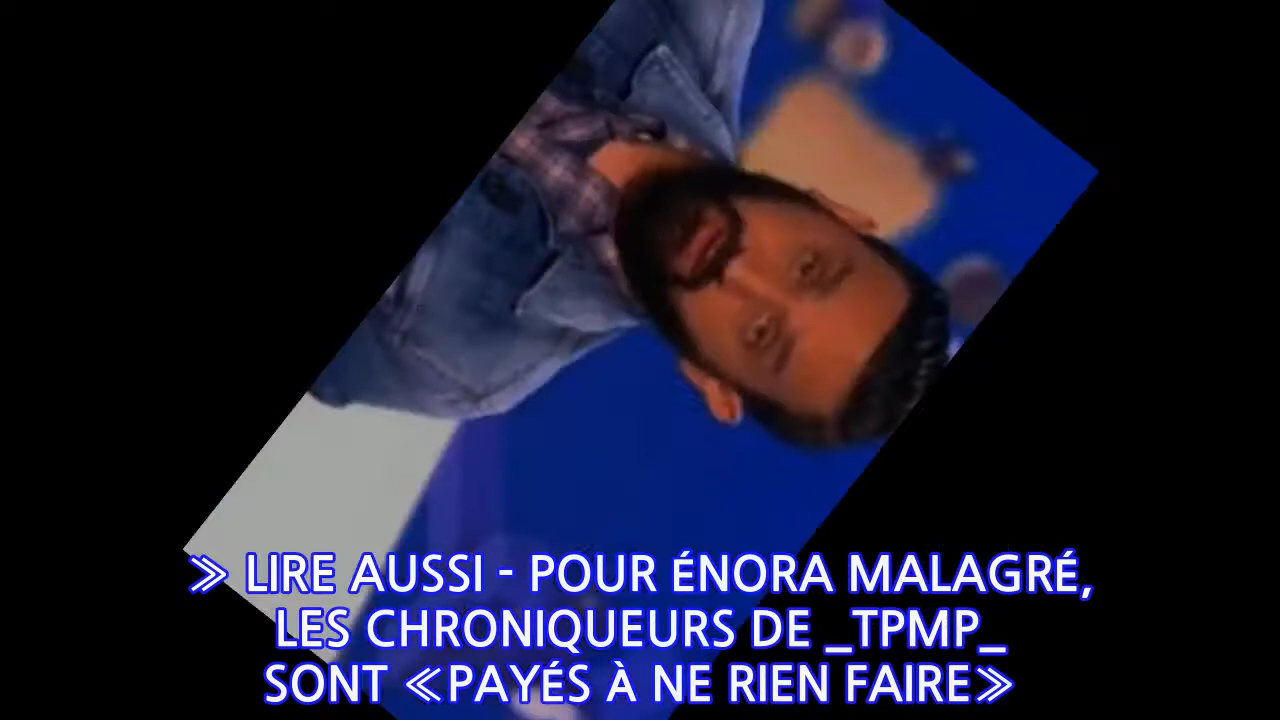 ≫ LIRE AUSSI - POUR ÉNORA MALAGRÉ,
LES CHRONIQUEURS DE _TPMP_
SONT ≪PAYÉS À NE RIEN FAIRE≫